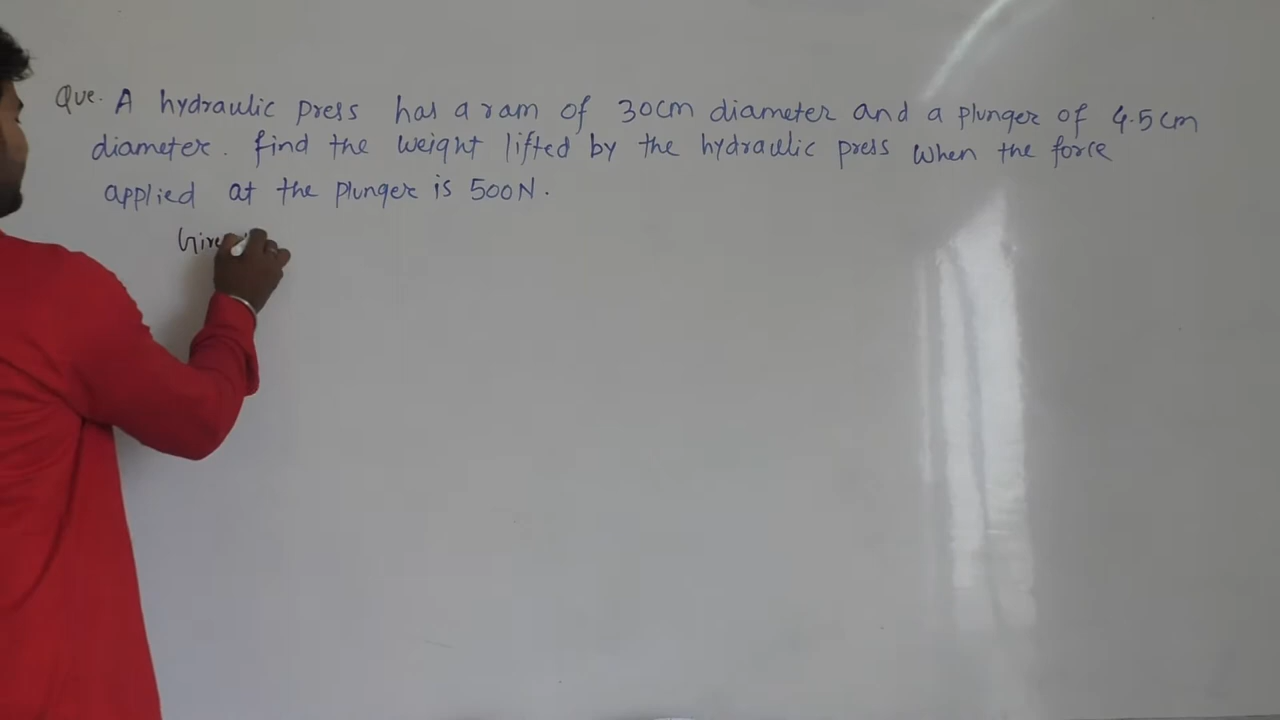 Que. A hydraulic press has a ram of 30cm diameter and a plunger of 4.5cm
diameter. find the weight lifted by the hydraulic press when the force
applied at the plunger is 500N.